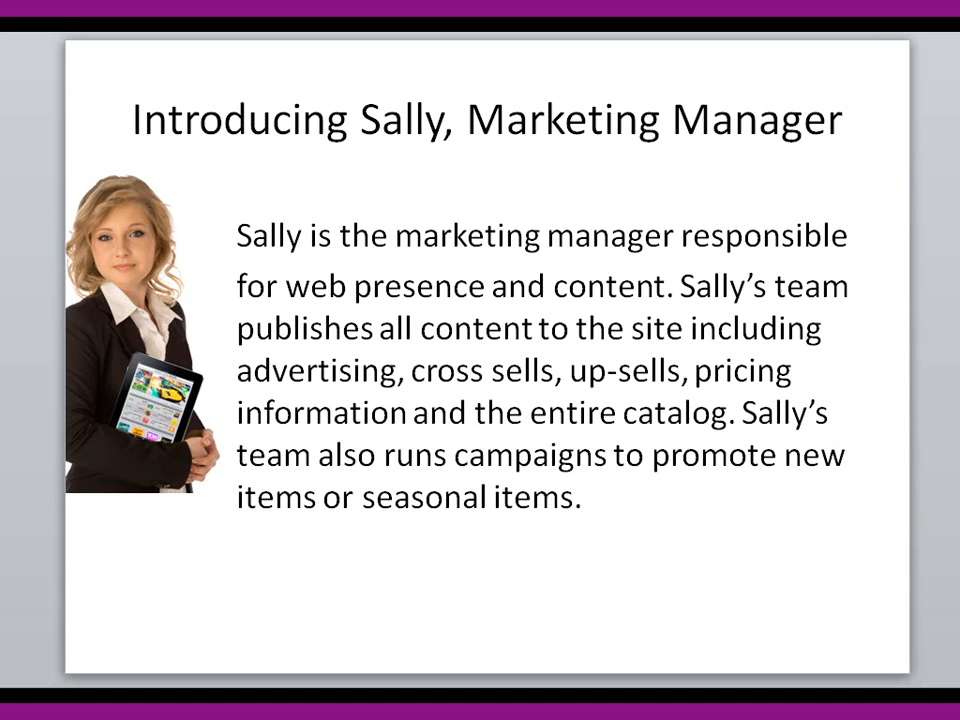 Introducing Sally, Marketing Manager
Sally is the marketing manager responsible
for web presence and content. Sally’s team
publishes all content to the site including
advertising, cross sells, up-sells, pricing
information and the entire catalog. Sally’s
team also runs campaigns to promote new
items or seasonal items.